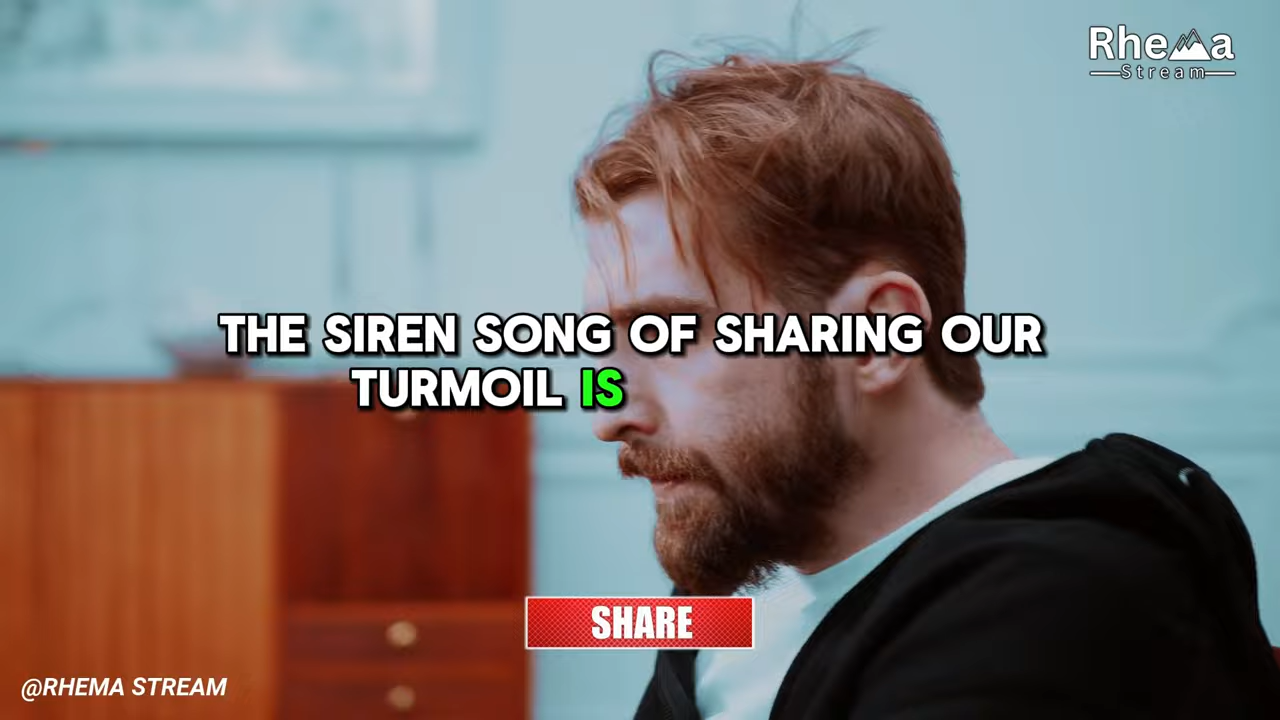 Rhema
Stream
THE SIREN SONG OF SHARING OUR
TURMOIL IS
SHARE
@RHEMA STREAM